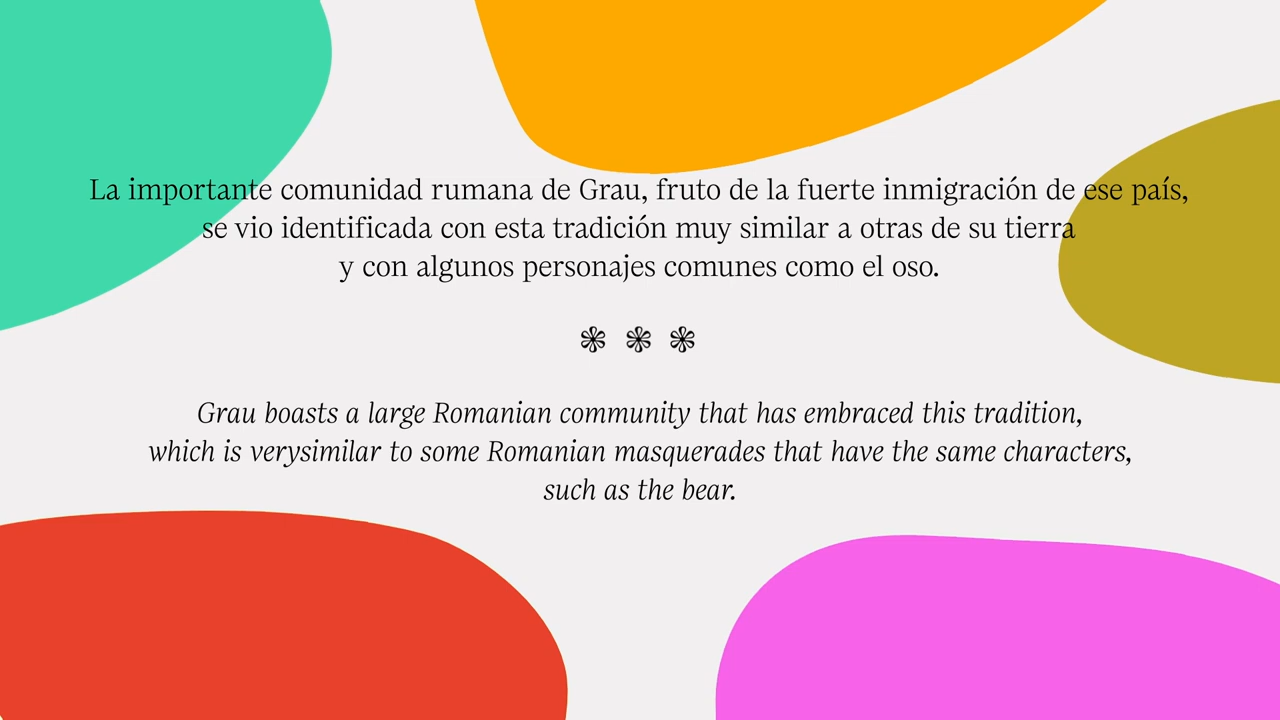 La importante comunidad rumana de Grau, fruto de la fuerte inmigración de ese país,
se vio identificada con esta tradición muy similar a otras de su tierra
y con algunos personajes comunes como el oso.
Grau boasts a large Romanian community that has embraced this tradition,
which is verysimilar to some Romanian masquerades that have the same characters,
such as the bear.